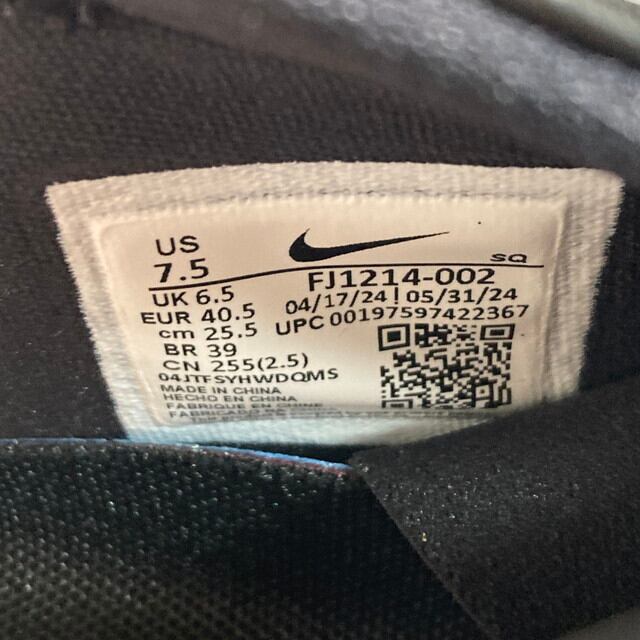 US
7.5
SQ
FJ1214-002
04/17/24|05/31/24
UPC 00197597422367
UK 6.5
EUR 40.5
cm 25.5
BR 39
CN 255(2.5)
04JTFSYHWDQMS
MADE IN CHINA
HECHO EN CHINA
FABRIQUE EN CHINE